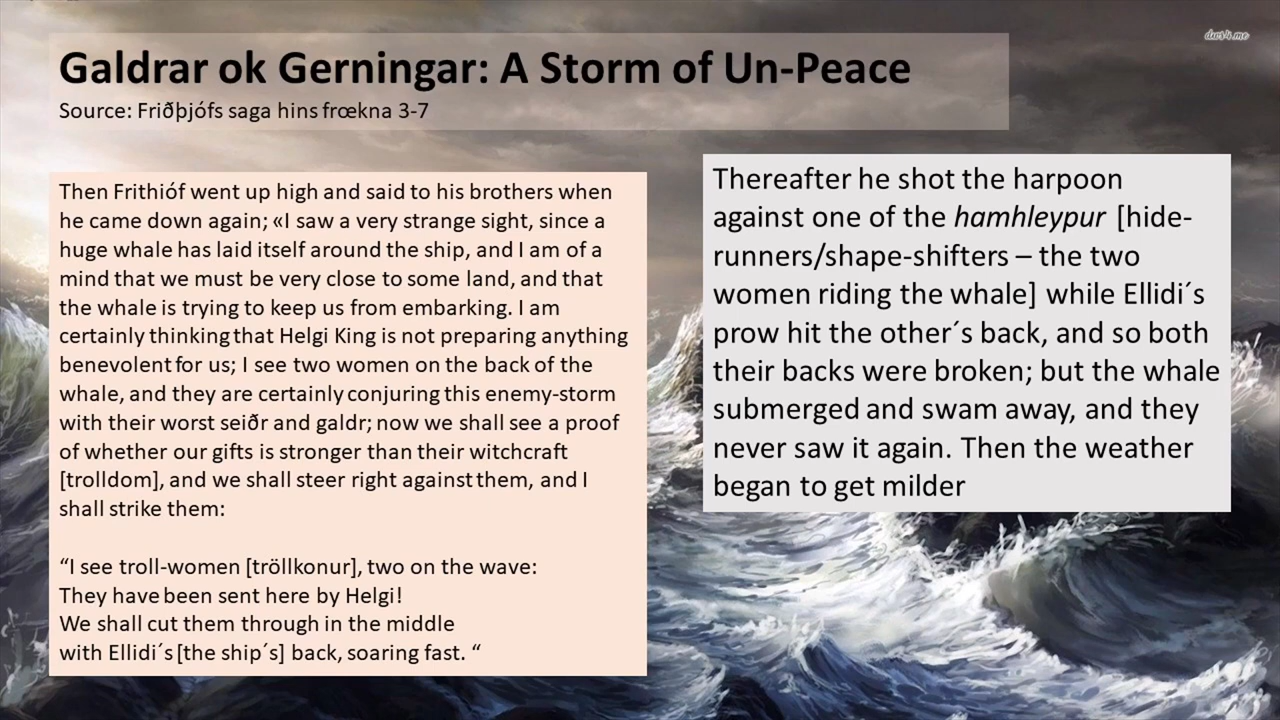 Galdrar ok Gerningar: A Storm of Un-Peace
Source: Friðþjófs saga hins frœkna 3-7
Then Frithióf went up high and said to his brothers when
he came down again; «I saw a very strange sight, since a
huge whale has laid itself around the ship, and I am of a
mind that we must be very close to some land, and that
the whale is trying to keep us from embarking. I am
certainly thinking that Helgi King is not preparing anything
benevolent for us; I see two women on the back of the
whale, and they are certainly conjuring this enemy-storm
with their worst seiðr and galdr; now we shall see a proof
of whether our gifts is stronger than their witchcraft
[trolldom], and we shall steer right against them, and I
shall strike them:
“I see troll-women [tröllkonur], two on the wave:
They have been sent here by Helgi!
We shall cut them through in the middle
with Ellidi´s [the ship´s] back, soaring fast. “
Thereafter he shot the harpoon
against one of the hamhleypur [hide-
runners/shape-shifters – the two
women riding the whale] while Ellidi´s
prow hit the other´s back, and so both
their backs were broken; but the whale
submerged and swam away, and they
never saw it again. Then the weather
began to get milder